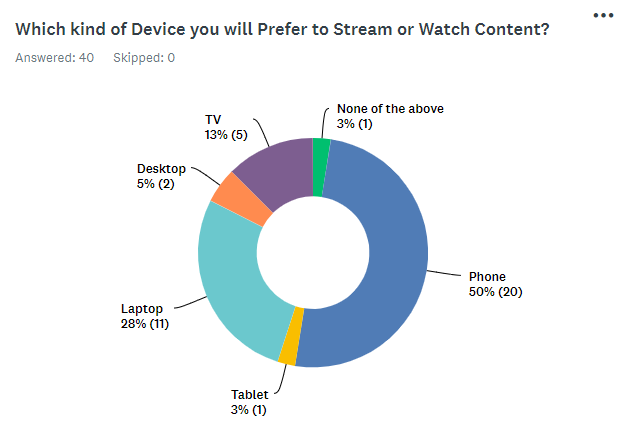 Which kind of Device you will Prefer to Stream or Watch Content?
Answered: 40 Skipped: 0
None of the above
3% (1)
TV
13% (5)
Desktop
5% (2)
Phone
50% (20)
Laptop
28% (11)
Tablet
3% (1)